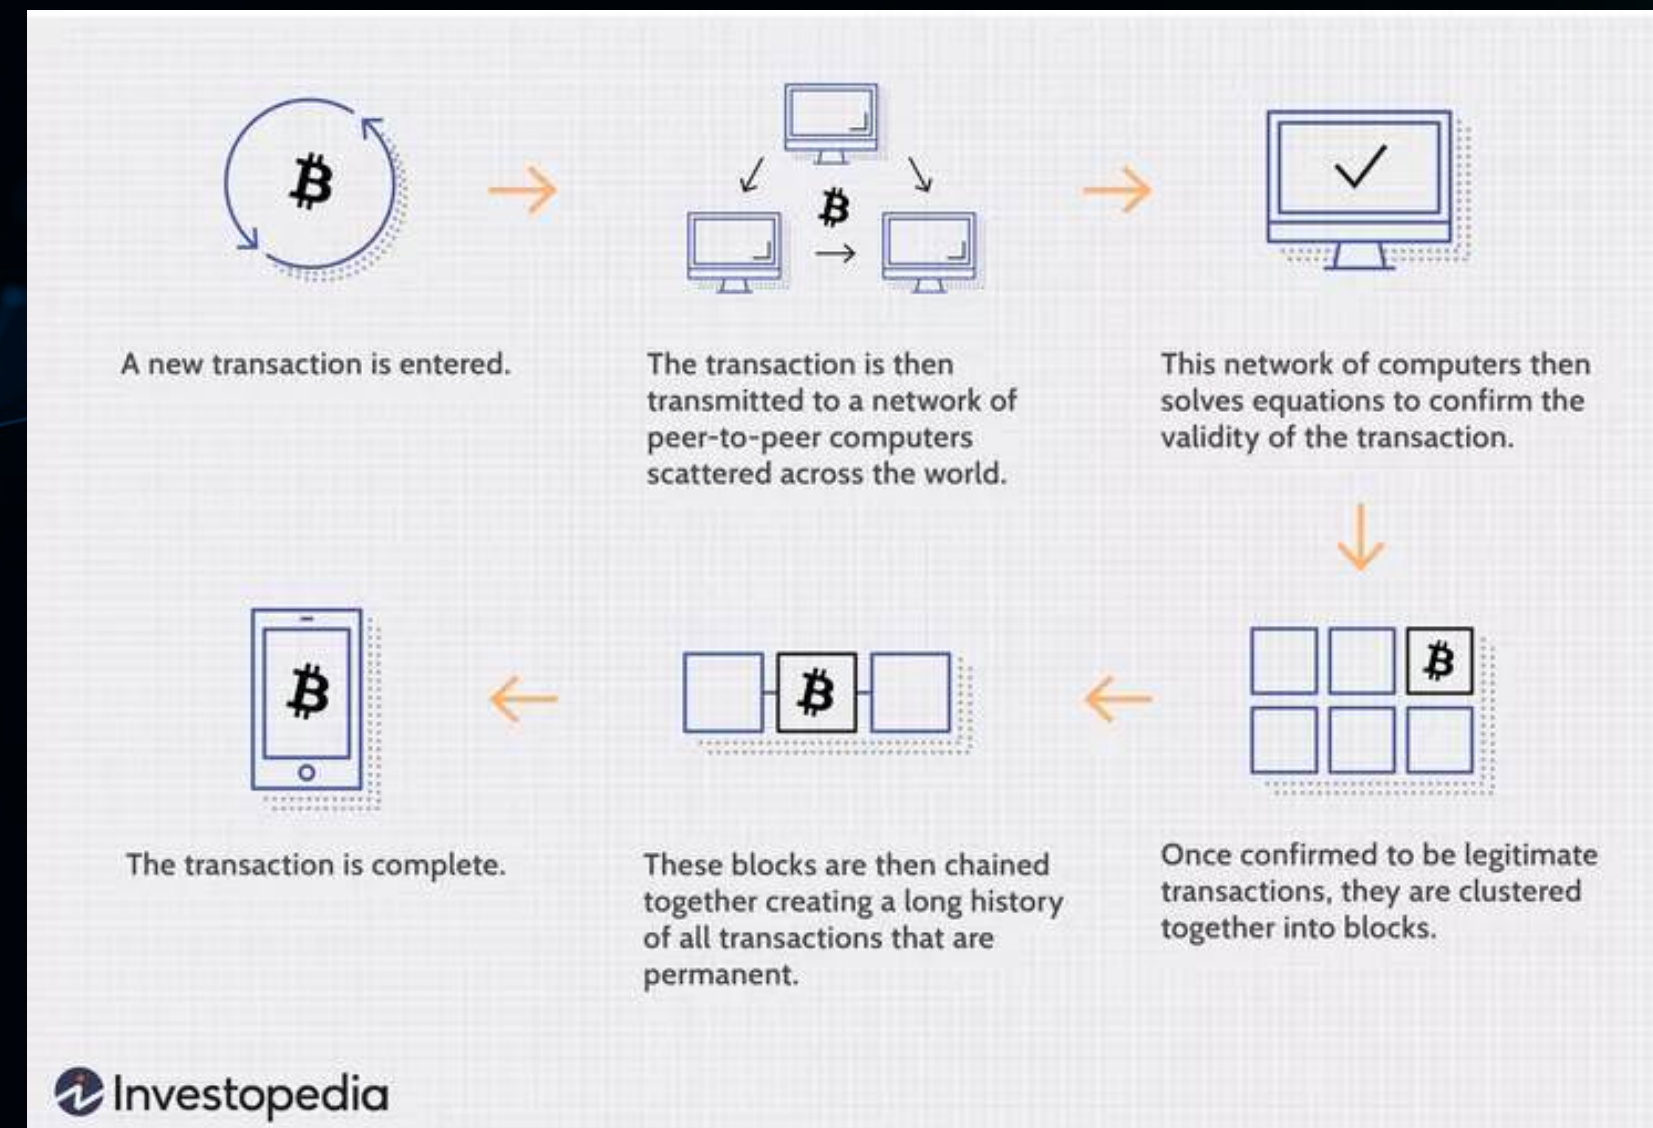 A new transaction is entered.
The transaction is then
transmitted to a network of
peer-to-peer computers
scattered across the world.
This network of computers then
solves equations to confirm the
validity of the transaction.
Once confirmed to be legitimate
transactions, they are clustered
together into blocks.
These blocks are then chained
together creating a long history
of all transactions that are
permanent.
The transaction is complete.
Investopedia